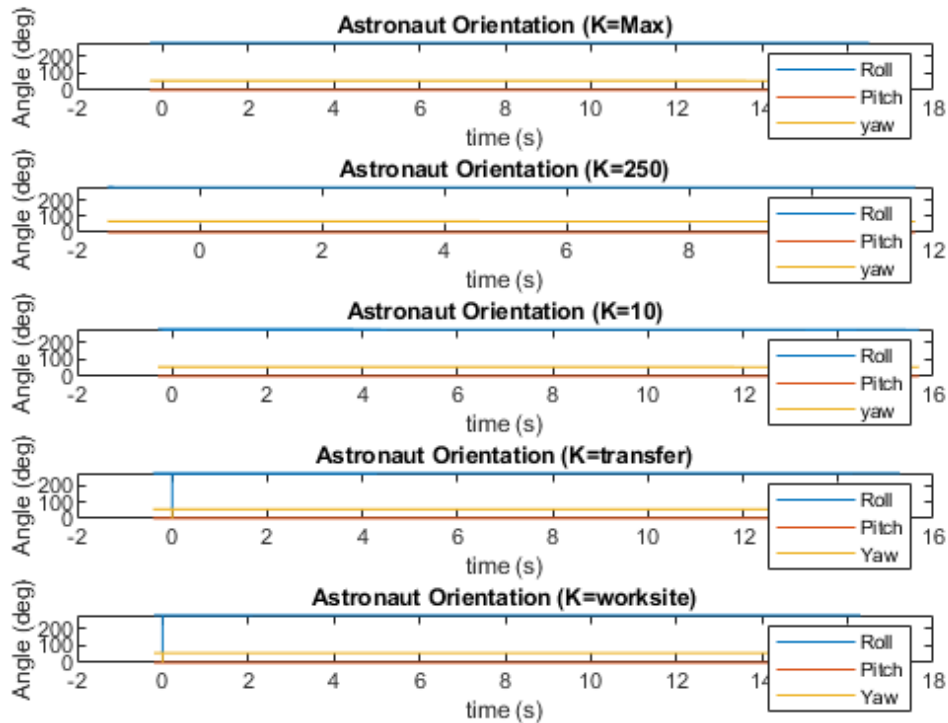 Astronaut Orientation (K=Max)
Angle (deg)
200
100
0
-2 0 2 4 6 8 10 12 14 18
time (s)
Roll
Pitch
yaw
Astronaut Orientation (K=250)
Angle (deg)
200
100
0
-2 0 2 4 6 8 12
time (s)
Roll
Pitch
yaw
Astronaut Orientation (K=10)
Angle (deg)
200
100
0
-2 0 2 4 6 8 10 12 16
time (s)
Roll
Pitch
yaw
Astronaut Orientation (K=transfer)
Angle (deg)
200
100
0
-2 0 2 4 6 8 10 12 16
time (s)
Roll
Pitch
Yaw
Astronaut Orientation (K=worksite)
Angle (deg)
200
100
0
-2 0 2 4 6 8 10 12 14 18
time (s)
Roll
Pitch
Yaw